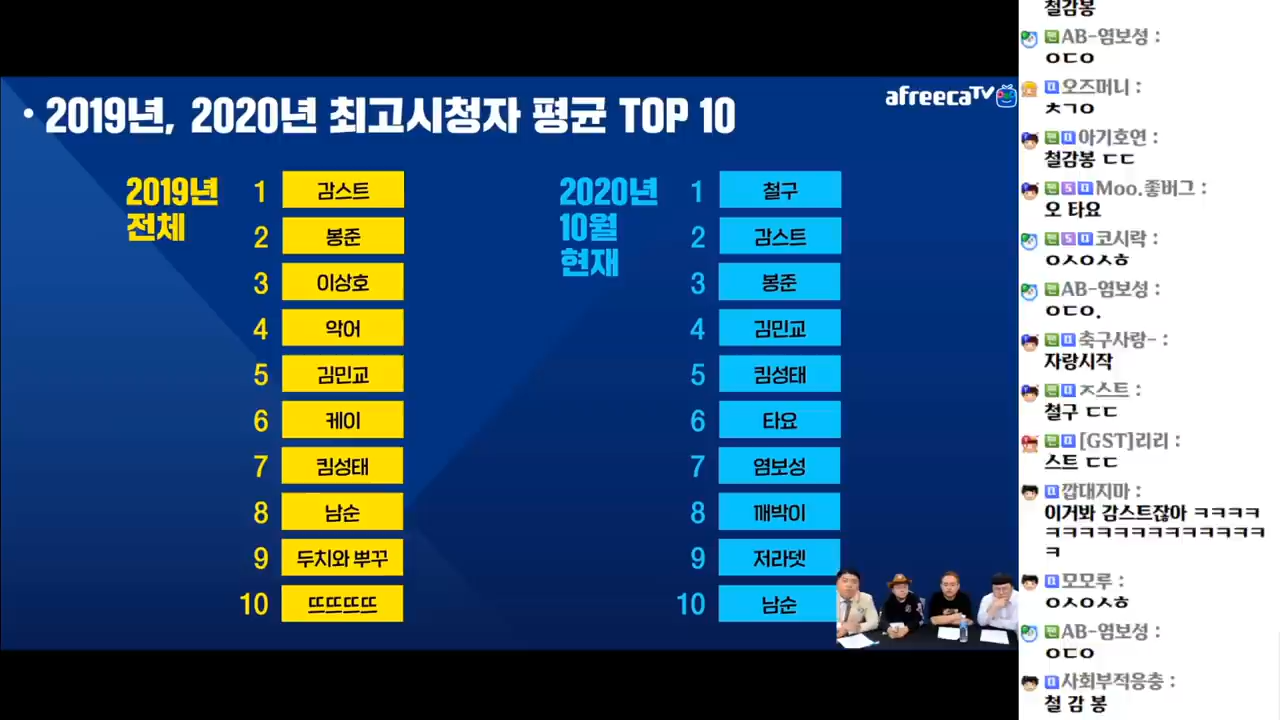 • 2019년, 2020년 최고시청자 평균 TOP 10
afreecaTV
2019년
전체
1 감스트
2 봉준
3 이상호
4 악어
5 김민교
6 케이
7 킴성태
8 남순
9 두치와뿌꾸
10 뜨뜨뜨뜨
2020년
10월
현재
1 철구
2 감스트
3 봉준
4 김민교
5 킴성태
6 타요
7 염보성
8 깨박이
9 저라뎃
10 남순
철감봉
팬 AB-염보성 :
ㅇㄷㅇ
오즈머니 :
ㅊㄱㅇ
팬 아기호연 :
철감봉 ㄷㄷ
팬 S Moo.좋버그 :
오 타요
팬 S 코시락 :
ㅇㅅㅇㅅㅎ
팬 AB-염보성 :
ㅇㄷㅇ.
팬 축구사랑- :
자랑시작
팬 ㅈ스트 :
철구 ㄷㄷ
팬 [GST]리리 :
스트 ㄷㄷ
깝대지마 :
이거봐 감스트잖아 ㅋㅋㅋㅋ
ㅋㅋㅋㅋㅋㅋㅋㅋㅋㅋㅋㅋㅋ
ㅋ
모모루 :
ㅇㅅㅇㅅㅎ
팬 AB-염보성 :
ㅇㄷㅇ
사회부적응충 :
철 감 봉